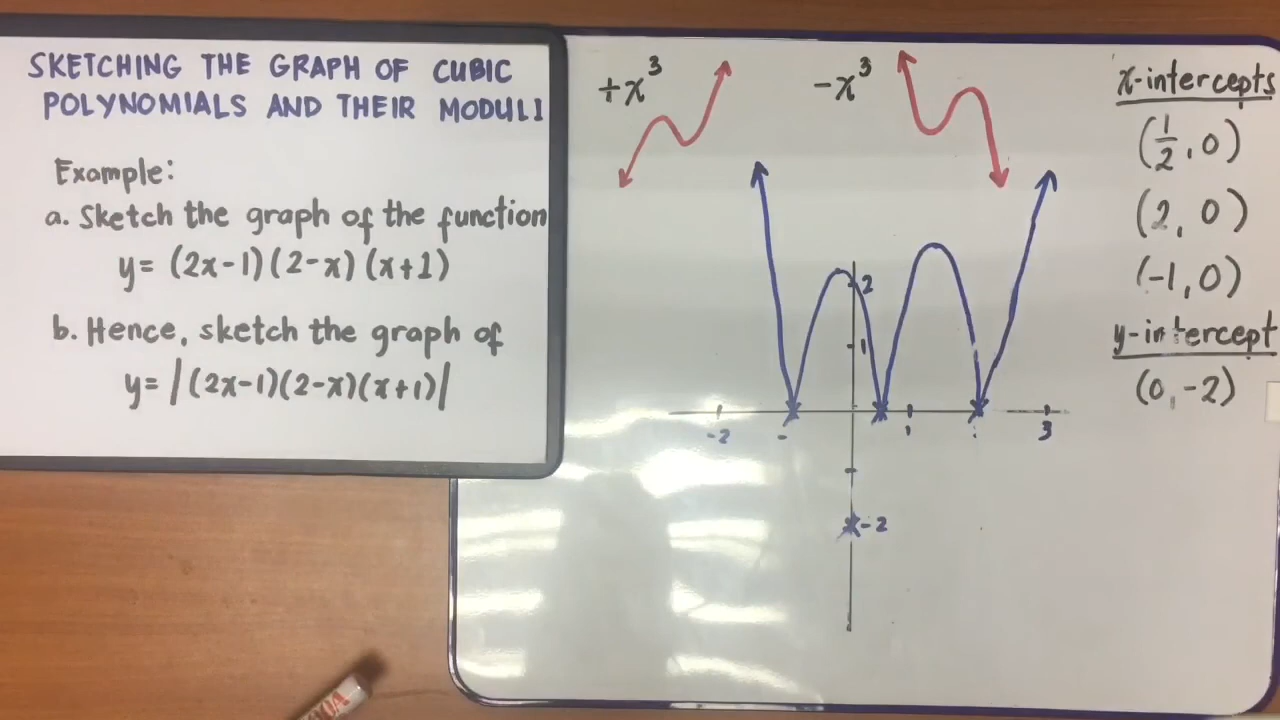 SKETCHING THE GRAPH OF CUBIC
POLYNOMIALS AND THEIR MODULI
Example:
a. Sketch the graph of the function
y= (2x-1)(2-x)(x+1)
b. Hence, sketch the graph of
y= |(2x-1)(2-x)(x+1)|
+x³
-x³
2
1
-2
-
1
3
-2
x-intercepts
(1/2, 0)
(2, 0)
(-1, 0)
y-intercept
(0, -2)